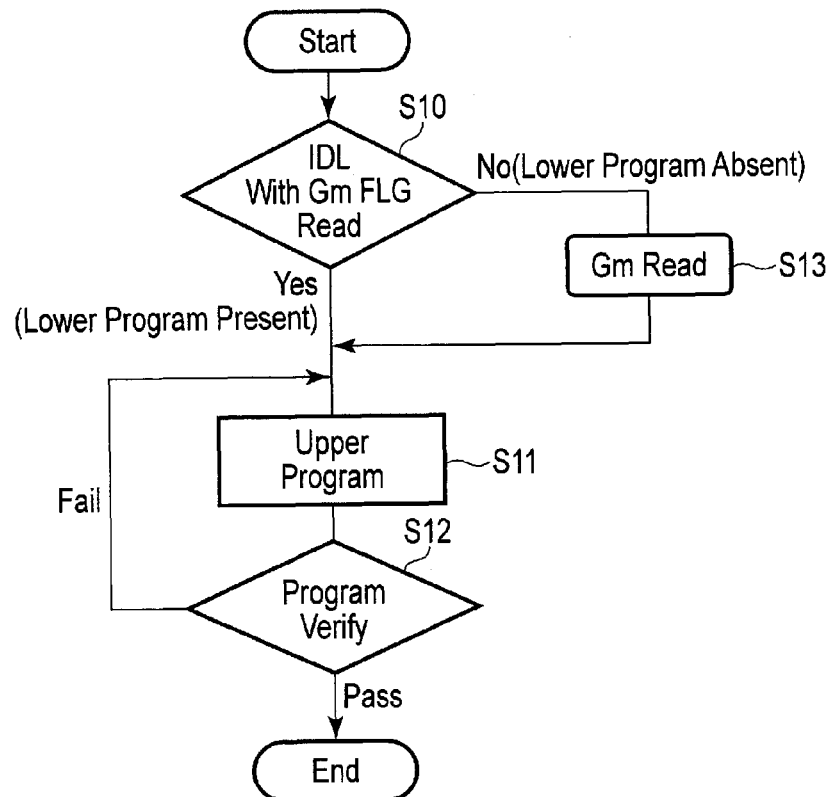 Start
S10
IDL
With Gm FLG
Read
No(Lower Program Absent)
Gm Read
S13
Yes
(Lower Program Present)
Upper
Program
S11
Fail
S12
Program
Verify
Pass
End